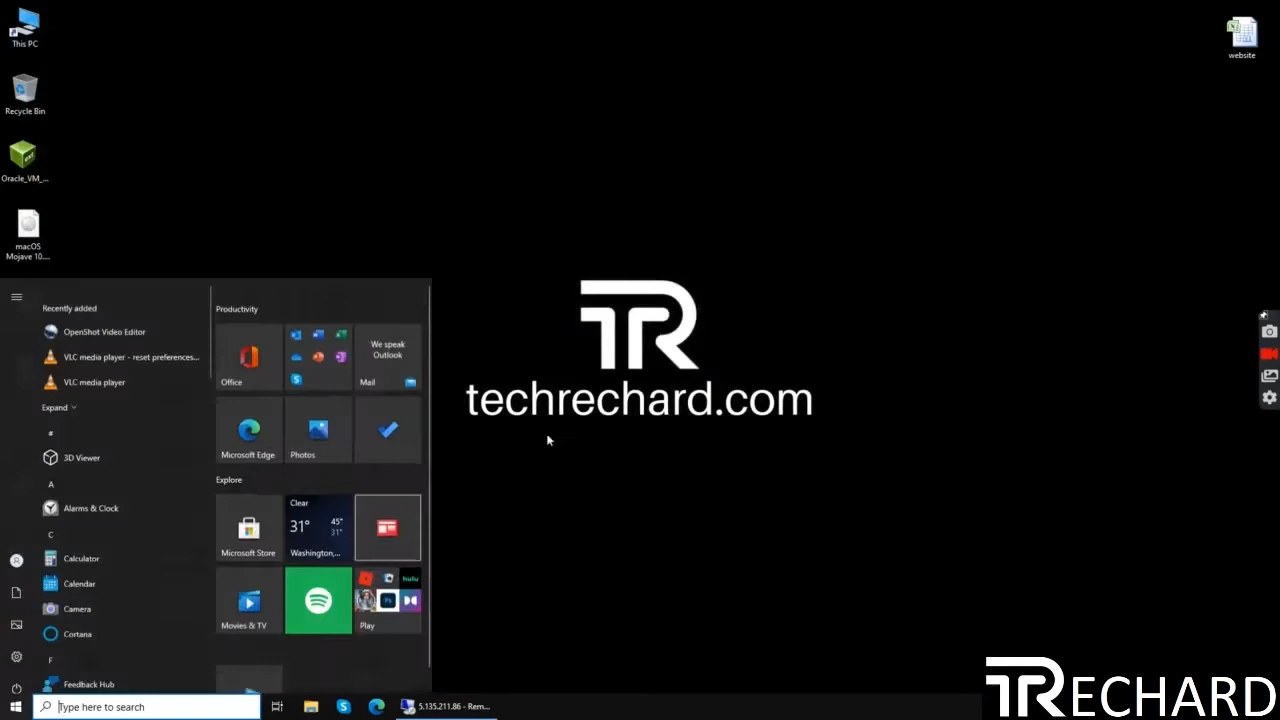 This PC
Recycle Bin
Oracle_VM_...
macOS
Mojave 10....
website
Recently added
OpenShot Video Editor
VLC media player - reset preferences...
VLC media player
Expand
#
3D Viewer
A
Alarms & Clock
C
Calculator
Calendar
Camera
Cortana
F
Feedback Hub
Productivity
Office
We speak
Outlook
Mail
Microsoft Edge
Photos
Explore
Microsoft Store
Clear
31°
45°
31°
Washington,...
Movies & TV
hulu
Ps
Play
TR
techrechard.com
Type here to search
5.135.211.86 - Rem...
TRECHARD